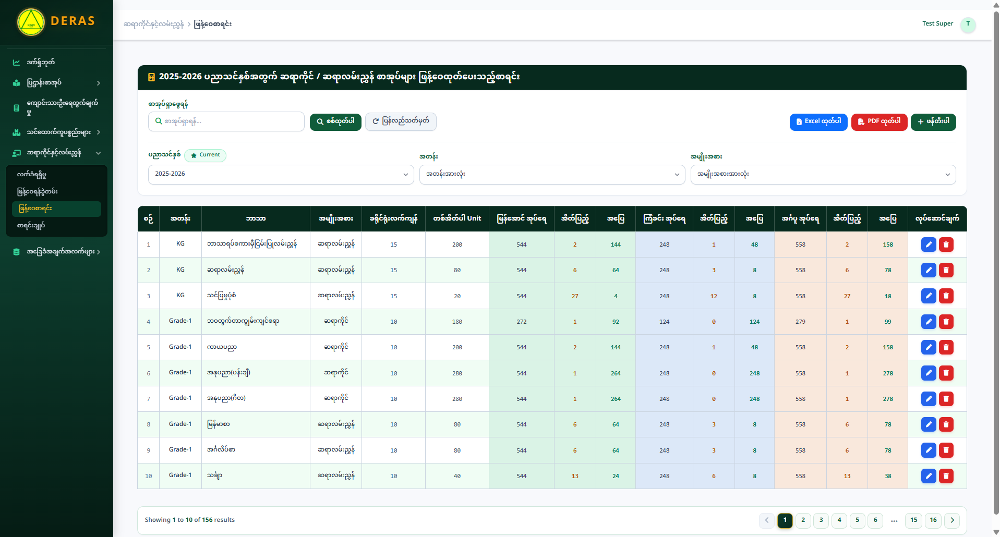 ပညာ
DERAS
ဒက်ရှ်ဘုတ်
ပြဌာန်းစာအုပ်
ကျောင်းသားဦးရေတွက်ချက်
မှု
သင်ထောက်ကူပစ္စည်းများ
ဆရာကိုင်နှင့်လမ်းညွှန်
လက်ခံရရှိမှု
ဖြန့်ဝေရန်ခွဲတမ်း
ဖြန့်ဝေစာရင်း
စာရင်းချုပ်
အခြေခံအချက်အလက်များ
ဆရာကိုင်နှင့်လမ်းညွှန် > ဖြန့်ဝေစာရင်း
Test Super T
2025-2026 ပညာသင်နှစ်အတွက် ဆရာကိုင် / ဆရာလမ်းညွှန် စာအုပ်များ ဖြန့်ဝေထုတ်ပေးသည့်စာရင်း
စာအုပ်ရှာဖွေရန်
စာအုပ်ရှာရန်... စစ်ထုတ်ပါ ပြန်လည်သတ်မှတ် Excel ထုတ်ပါ PDF ထုတ်ပါ + ဖန်တီးပါ
ပညာသင်နှစ် Current အတန်း အမျိုးအစား
2025-2026 အတန်းအားလုံး အမျိုးအစားအားလုံး
စဉ် အတန်း ဘာသာ အမျိုးအစား ခရိုင်ရုံးလက်ကျန် တစ်အိတ်ပါ Unit မြန်အောင် အုပ်ရေ အိတ်ပြည့် အပြေ ကြံခင်း အုပ်ရေ အိတ်ပြည့် အပြေ အင်္ဂပူ အုပ်ရေ အိတ်ပြည့် အပြေ လုပ်ဆောင်ချက်
1 KG ဘာသာရပ်စကားမှီငြမ်းပြုလမ်းညွှန် ဆရာလမ်းညွှန် 15 200 544 2 144 248 1 48 558 2 158
2 KG ဆရာလမ်းညွှန် ဆရာလမ်းညွှန် 15 80 544 6 64 248 3 8 558 6 78
3 KG သင်ပြမှုပုံစံ ဆရာလမ်းညွှန် 15 20 544 27 4 248 12 8 558 27 18
4 Grade-1 ဘဝတွက်တာကျွမ်းကျင်စရာ ဆရာကိုင် 10 180 272 1 92 124 0 124 279 1 99
5 Grade-1 ကာယပညာ ဆရာကိုင် 10 200 544 2 144 248 1 48 558 2 158
6 Grade-1 အနုပညာ(ပန်းချီ) ဆရာကိုင် 10 280 544 1 264 248 0 248 558 1 278
7 Grade-1 အနုပညာ(ဂီတ) ဆရာကိုင် 10 280 544 1 264 248 0 248 558 1 278
8 Grade-1 မြန်မာစာ ဆရာလမ်းညွှန် 10 80 544 6 64 248 3 8 558 6 78
9 Grade-1 အင်္ဂလိပ်စာ ဆရာလမ်းညွှန် 10 80 544 6 64 248 3 8 558 6 78
10 Grade-1 သင်္ချာ ဆရာလမ်းညွှန် 10 40 544 13 24 248 6 8 558 13 38
Showing 1 to 10 of 156 results 1 2 3 4 5 6 ... 15 16